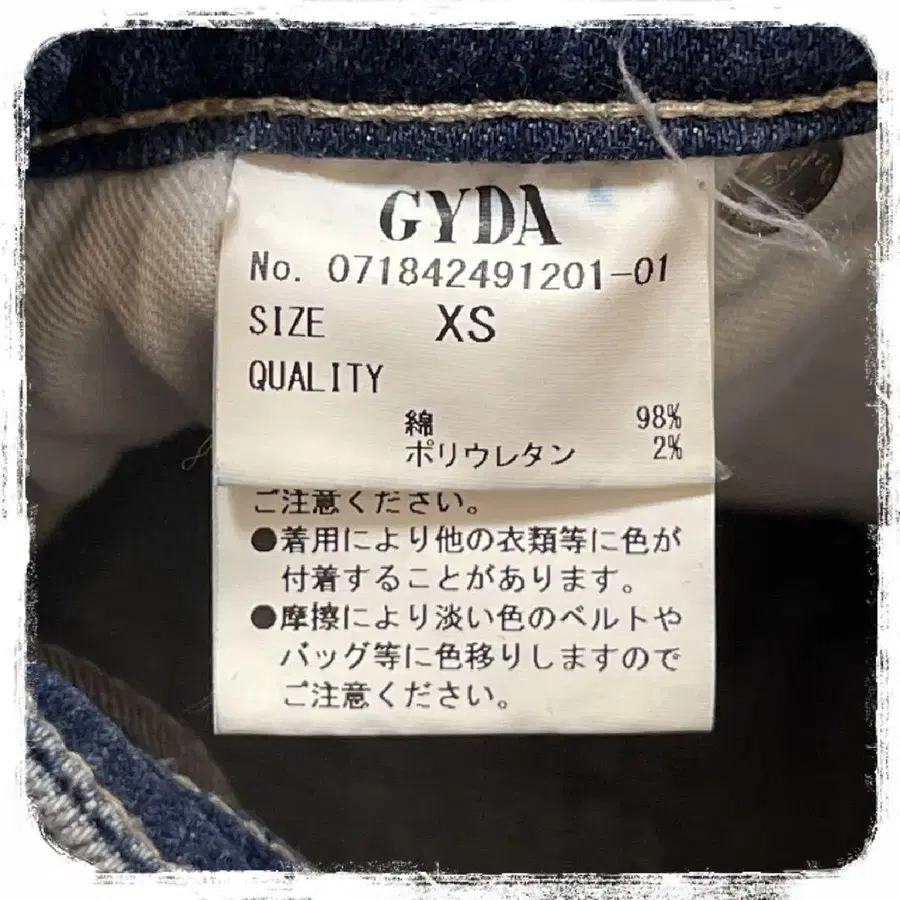 GYDA
No. 071842491201-01
SIZE XS
QUALITY
綿 98%
ポリウレタン 2%
ご注意ください。
●着用により他の衣類等に色が
付着することがあります。
●摩擦により淡い色のベルトや
バッグ等に色移りしますので
ご注意ください。